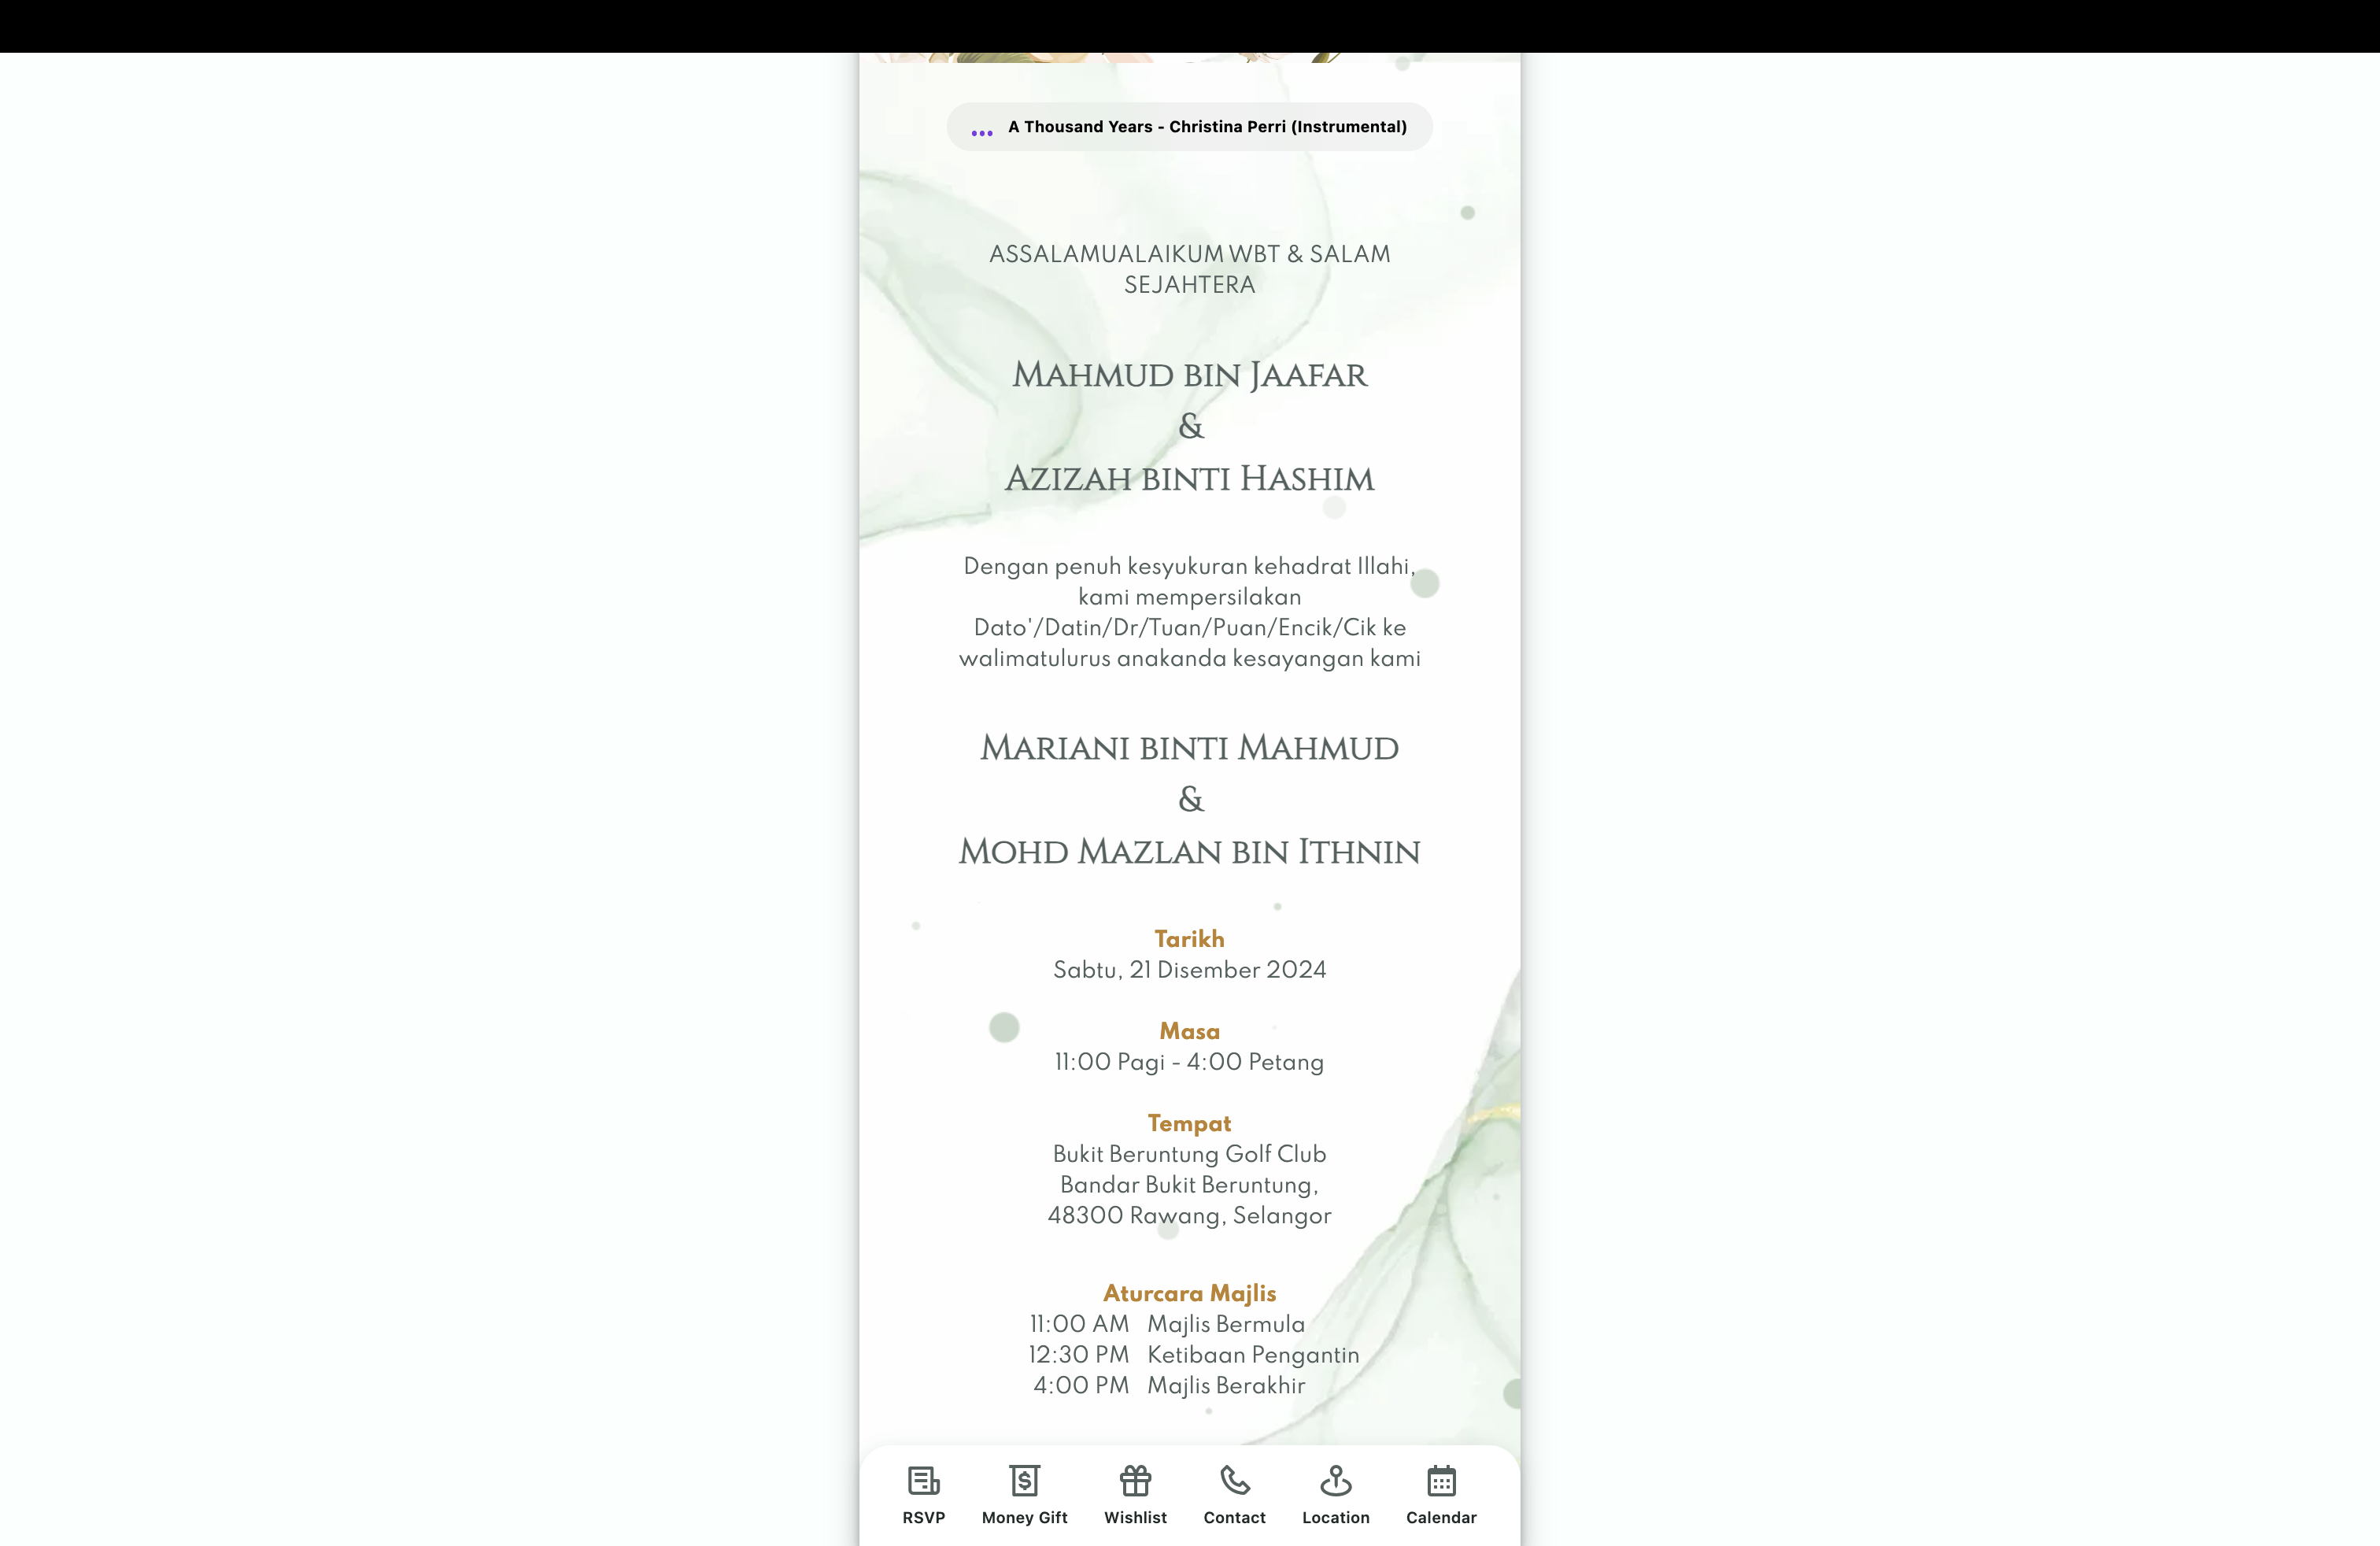 A Thousand Years - Christina Perri (Instrumental)
ASSALAMUALAIKUM WBT & SALAM
SEJAHTERA
Mahmud bin Jaafar
&
Azizah binti Hashim
Dengan penuh kesyukuran kehadrat Illahi,
kami mempersilakan
Dato'/Datin/Dr/Tuan/Puan/Encik/Cik ke
walimatulurus anakanda kesayangan kami
Mariani binti Mahmud
&
Mohd Mazlan bin Ithnin
Tarikh
Sabtu, 21 Disember 2024
Masa
11:00 Pagi - 4:00 Petang
Tempat
Bukit Beruntung Golf Club
Bandar Bukit Beruntung,
48300 Rawang, Selangor
Aturcara Majlis
11:00 AM Majlis Bermula
12:30 PM Ketibaan Pengantin
4:00 PM Majlis Berakhir
RSVP Money Gift Wishlist Contact Location Calendar